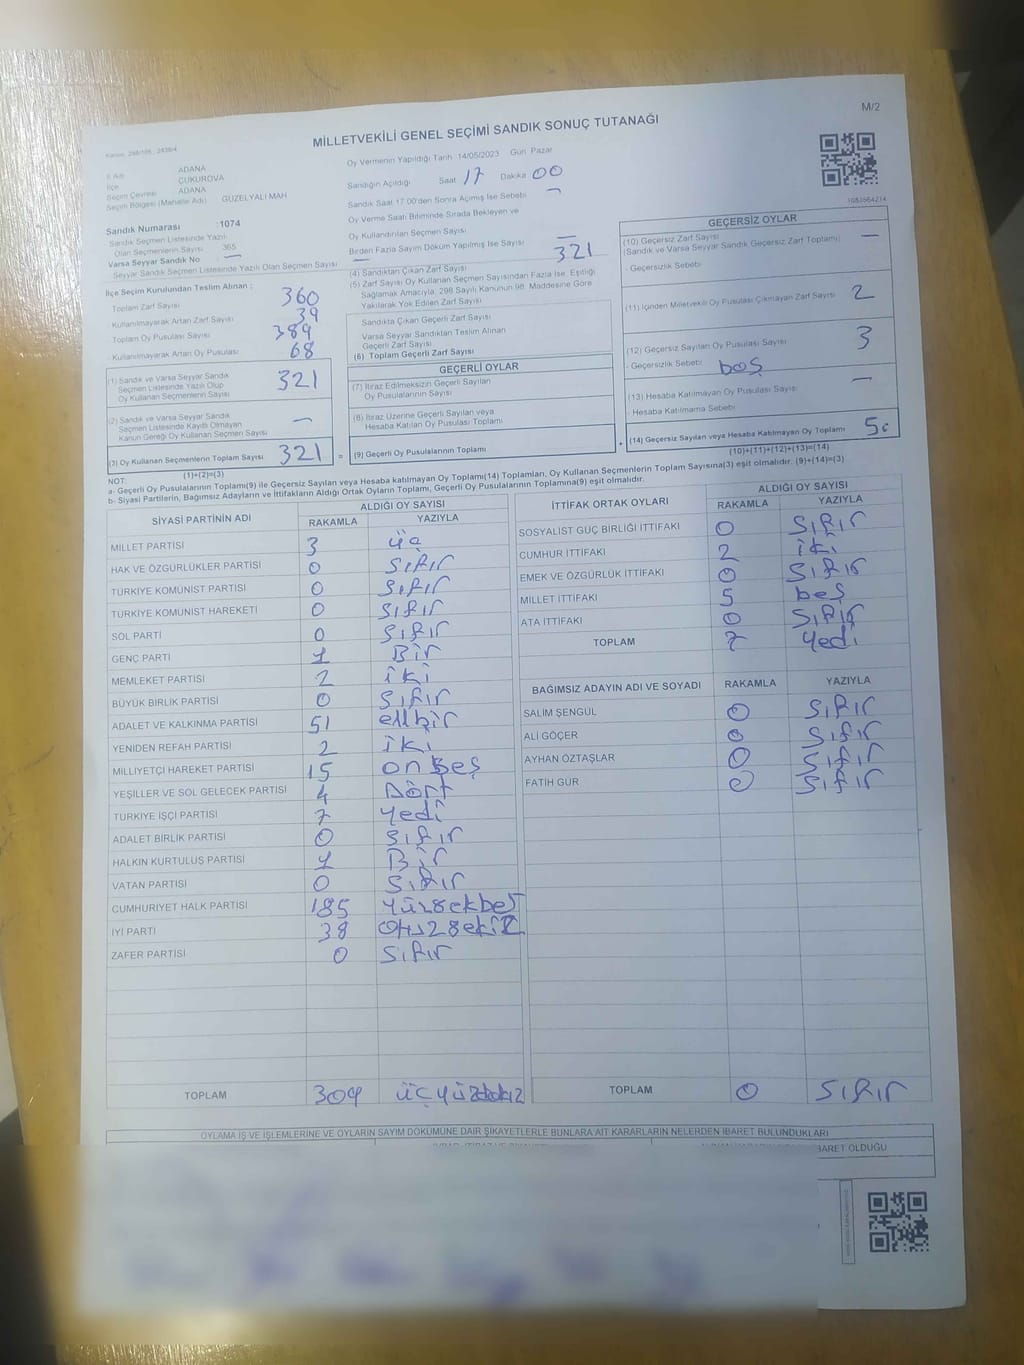 M/2
MİLLETVEKİLİ GENEL SEÇİMİ SANDIK SONUÇ TUTANAĞI
İl Adı ADANA
İlçe ÇUKUROVA
Seçim Çevresi ADANA
Seçim Bölgesi (Mahalle Adı) GÜZELYALI MAH
Oy Vermenin Yapıldığı Tarih 14/05/2023 Gün Pazar
Sandığın Açıldığı Saat 17 Dakika 00
Sandık Saat 17.00'den Sonra Açılmış İse Sebebi —
Oy Verme Saati Bitiminde Sırada Bekleyen ve
Oy Kullandırılan Seçmen Sayısı —
Birden Fazla Sayım Döküm Yapılmış İse Sayısı —
1083564214
Sandık Numarası : 1074
Sandık Seçmen Listesinde Yazılı
Olan Seçmenlerin Sayısı 365
Varsa Seyyar Sandık No —
Seyyar Sandık Seçmen Listesinde Yazılı Olan Seçmen Sayısı —
İlçe Seçim Kurulundan Teslim Alınan :
Toplam Zarf Sayısı 360
Kullanılmayarak Artan Zarf Sayısı 39
Toplam Oy Pusulası Sayısı 389
- Kullanılmayarak Artan Oy Pusulası 68
(1) Sandık ve Varsa Seyyar Sandık
Seçmen Listesinde Yazılı Olup
Oy Kullanan Seçmenlerin Sayısı 321
(2) Sandık ve Varsa Seyyar Sandık
Seçmen Listesinde Kayıtlı Olmayan
Kanun Gereği Oy Kullanan Seçmen Sayısı —
(3) Oy Kullanan Seçmenlerin Toplam Sayısı 321
(1)+(2)=(3)
(4) Sandıktan Çıkan Zarf Sayısı 321
(5) Zarf Sayısı Oy Kullanan Seçmen Sayısından Fazla İse, Eşitliği
Sağlamak Amacıyla, 298 Sayılı Kanunun 98. Maddesine Göre
Yakılarak Yok Edilen Zarf Sayısı
Sandıkta Çıkan Geçerli Zarf Sayısı
Varsa Seyyar Sandıktan Teslim Alınan
Geçerli Zarf Sayısı
(6) Toplam Geçerli Zarf Sayısı
GEÇERLİ OYLAR
(7) İtiraz Edilmeksizin Geçerli Sayılan
Oy Pusulalarının Sayısı
(8) İtiraz Üzerine Geçerli Sayılan veya
Hesaba Katılan Oy Pusulası Toplamı
= (9) Geçerli Oy Pusulalarının Toplamı
GEÇERSİZ OYLAR
(10) Geçersiz Zarf Sayısı —
(Sandık ve Varsa Seyyar Sandık Geçersiz Zarf Toplamı)
- Geçersizlik Sebebi
(11) İçinden Milletvekili Oy Pusulası Çıkmayan Zarf Sayısı 2
(12) Geçersiz Sayılan Oy Pusulası Sayısı 3
- Geçersizlik Sebebi boş
(13) Hesaba Katılmayan Oy Pusulası Sayısı —
- Hesaba Katılmama Sebebi
+ (14) Geçersiz Sayılan veya Hesaba Katılmayan Oy Toplamı 5
(10)+(11)+(12)+(13)=(14)
NOT:
a- Geçerli Oy Pusulalarının Toplamı(9) ile Geçersiz Sayılan veya Hesaba katılmayan Oy Toplamı(14) Toplamları, Oy Kullanan Seçmenlerin Toplam Sayısına(3) eşit olmalıdır. (9)+(14)=(3)
b- Siyasi Partilerin, Bağımsız Adayların ve İttifakların Aldığı Ortak Oyların Toplamı, Geçerli Oy Pusulalarının Toplamına(9) eşit olmalıdır.
SİYASİ PARTİNİN ADI ALDIĞI OY SAYISI
RAKAMLA YAZIYLA
MİLLET PARTİSİ 3 üç
HAK VE ÖZGÜRLÜKLER PARTİSİ 0 sıfır
TÜRKİYE KOMÜNİST PARTİSİ 0 sıfır
TÜRKİYE KOMÜNİST HAREKETİ 0 sıfır
SOL PARTİ 0 sıfır
GENÇ PARTİ 1 Bir
MEMLEKET PARTİSİ 2 iki
BÜYÜK BİRLİK PARTİSİ 0 sıfır
ADALET VE KALKINMA PARTİSİ 51 ellbir
YENİDEN REFAH PARTİSİ 2 iki
MİLLİYETÇİ HAREKET PARTİSİ 15 onbeş
YEŞİLLER VE SOL GELECEK PARTİSİ 4 Dört
TÜRKİYE İŞÇİ PARTİSİ 7 yedi
ADALET BİRLİK PARTİSİ 0 sıfır
HALKIN KURTULUŞ PARTİSİ 1 Bir
VATAN PARTİSİ 0 sıfır
CUMHURİYET HALK PARTİSİ 185 yüzsekbeş
İYİ PARTİ 38 otuzsekiz
ZAFER PARTİSİ 0 sıfır
TOPLAM 309 üçyüzdokuz
İTTİFAK ORTAK OYLARI ALDIĞI OY SAYISI
RAKAMLA YAZIYLA
SOSYALİST GÜÇ BİRLİĞİ İTTİFAKI 0 sıfır
CUMHUR İTTİFAKI 2 iki
EMEK VE ÖZGÜRLÜK İTTİFAKI 0 sıfır
MİLLET İTTİFAKI 5 beş
ATA İTTİFAKI 0 sıfır
TOPLAM 7 yedi
BAĞIMSIZ ADAYIN ADI VE SOYADI RAKAMLA YAZIYLA
SALİM ŞENGÜL 0 sıfır
ALİ GÖÇER 0 sıfır
AYHAN ÖZTAŞLAR 0 sıfır
FATİH GÜR 0 sıfır
TOPLAM 0 sıfır
OYLAMA İŞ VE İŞLEMLERİNE VE OYLARIN SAYIM DÖKÜMÜNE DAİR ŞİKAYETLERLE BUNLARA AİT KARARLARIN NELERDEN İBARET BULUNDUKLARI
BARET OLDUĞU